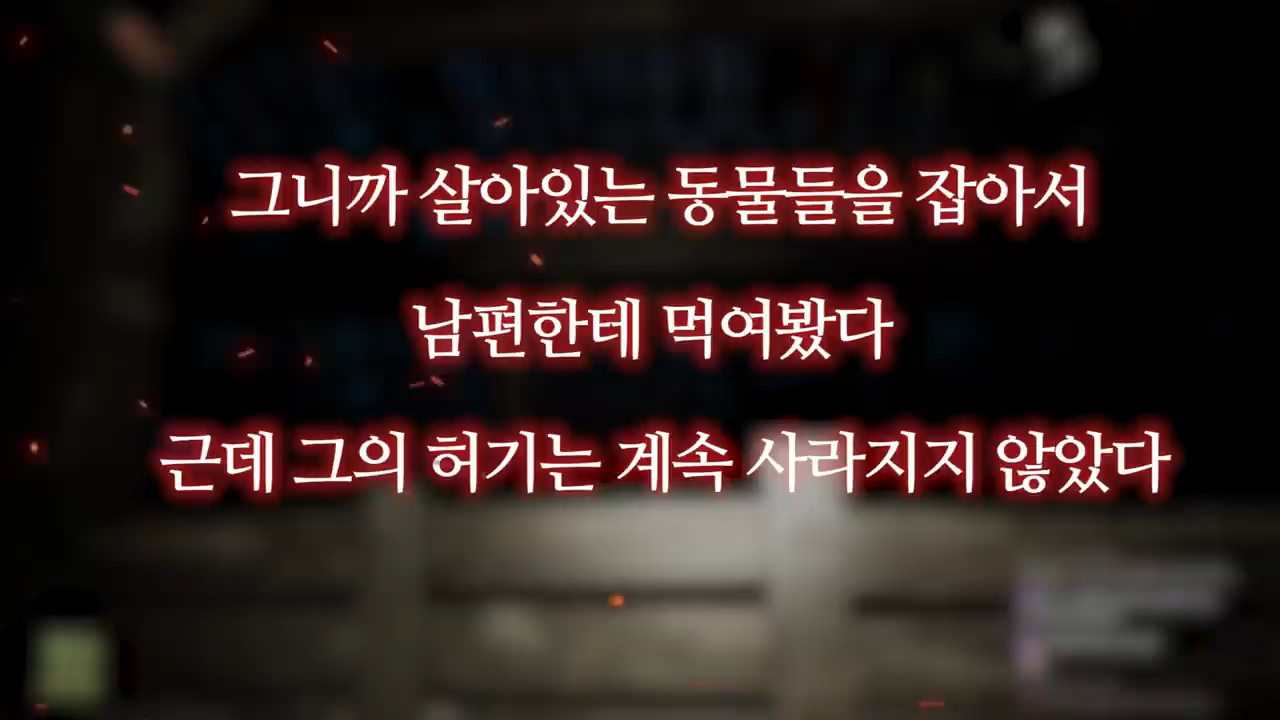 그니까 살아있는 동물들을 잡아서
남편한테 먹여봤다
근데 그의 허기는 계속 사라지지 않았다